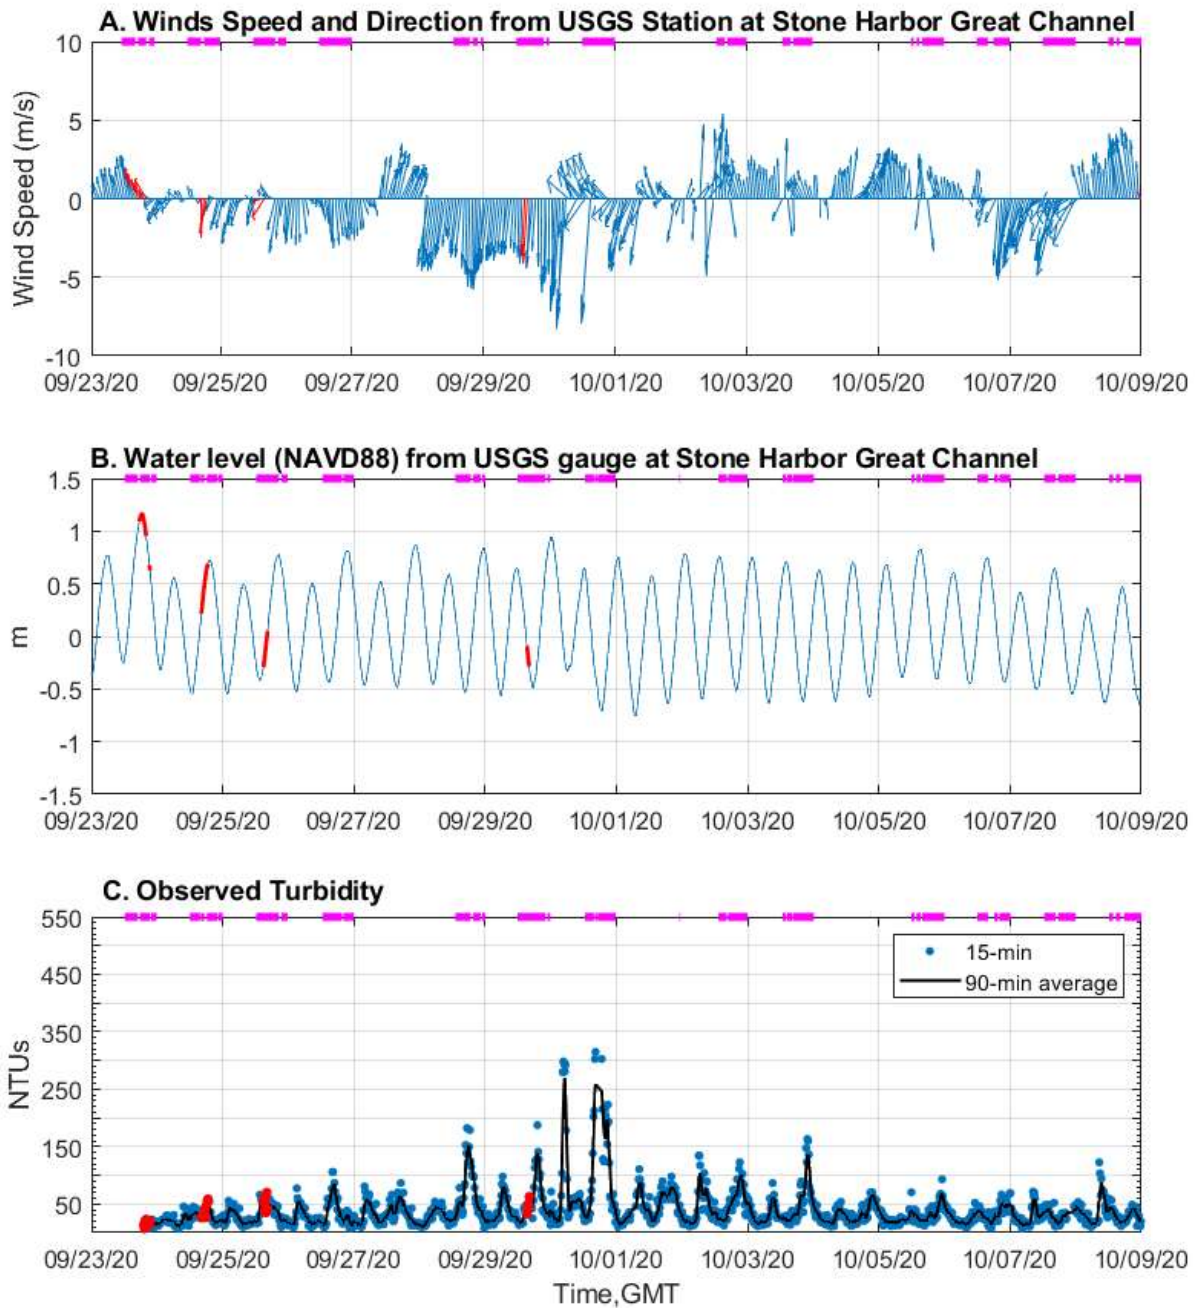 A. Winds Speed and Direction from USGS Station at Stone Harbor Great Channel
10
5
0
-5
-10
Wind Speed (m/s)
09/23/20 09/25/20 09/27/20 09/29/20 10/01/20 10/03/20 10/05/20 10/07/20 10/09/20
B. Water level (NAVD88) from USGS gauge at Stone Harbor Great Channel
1.5
1
0.5
0
-0.5
-1
-1.5
m
09/23/20 09/25/20 09/27/20 09/29/20 10/01/20 10/03/20 10/05/20 10/07/20 10/09/20
C. Observed Turbidity
550
450
350
250
150
50
NTUs
15-min
90-min average
09/23/20 09/25/20 09/27/20 09/29/20 10/01/20 10/03/20 10/05/20 10/07/20 10/09/20
Time,GMT